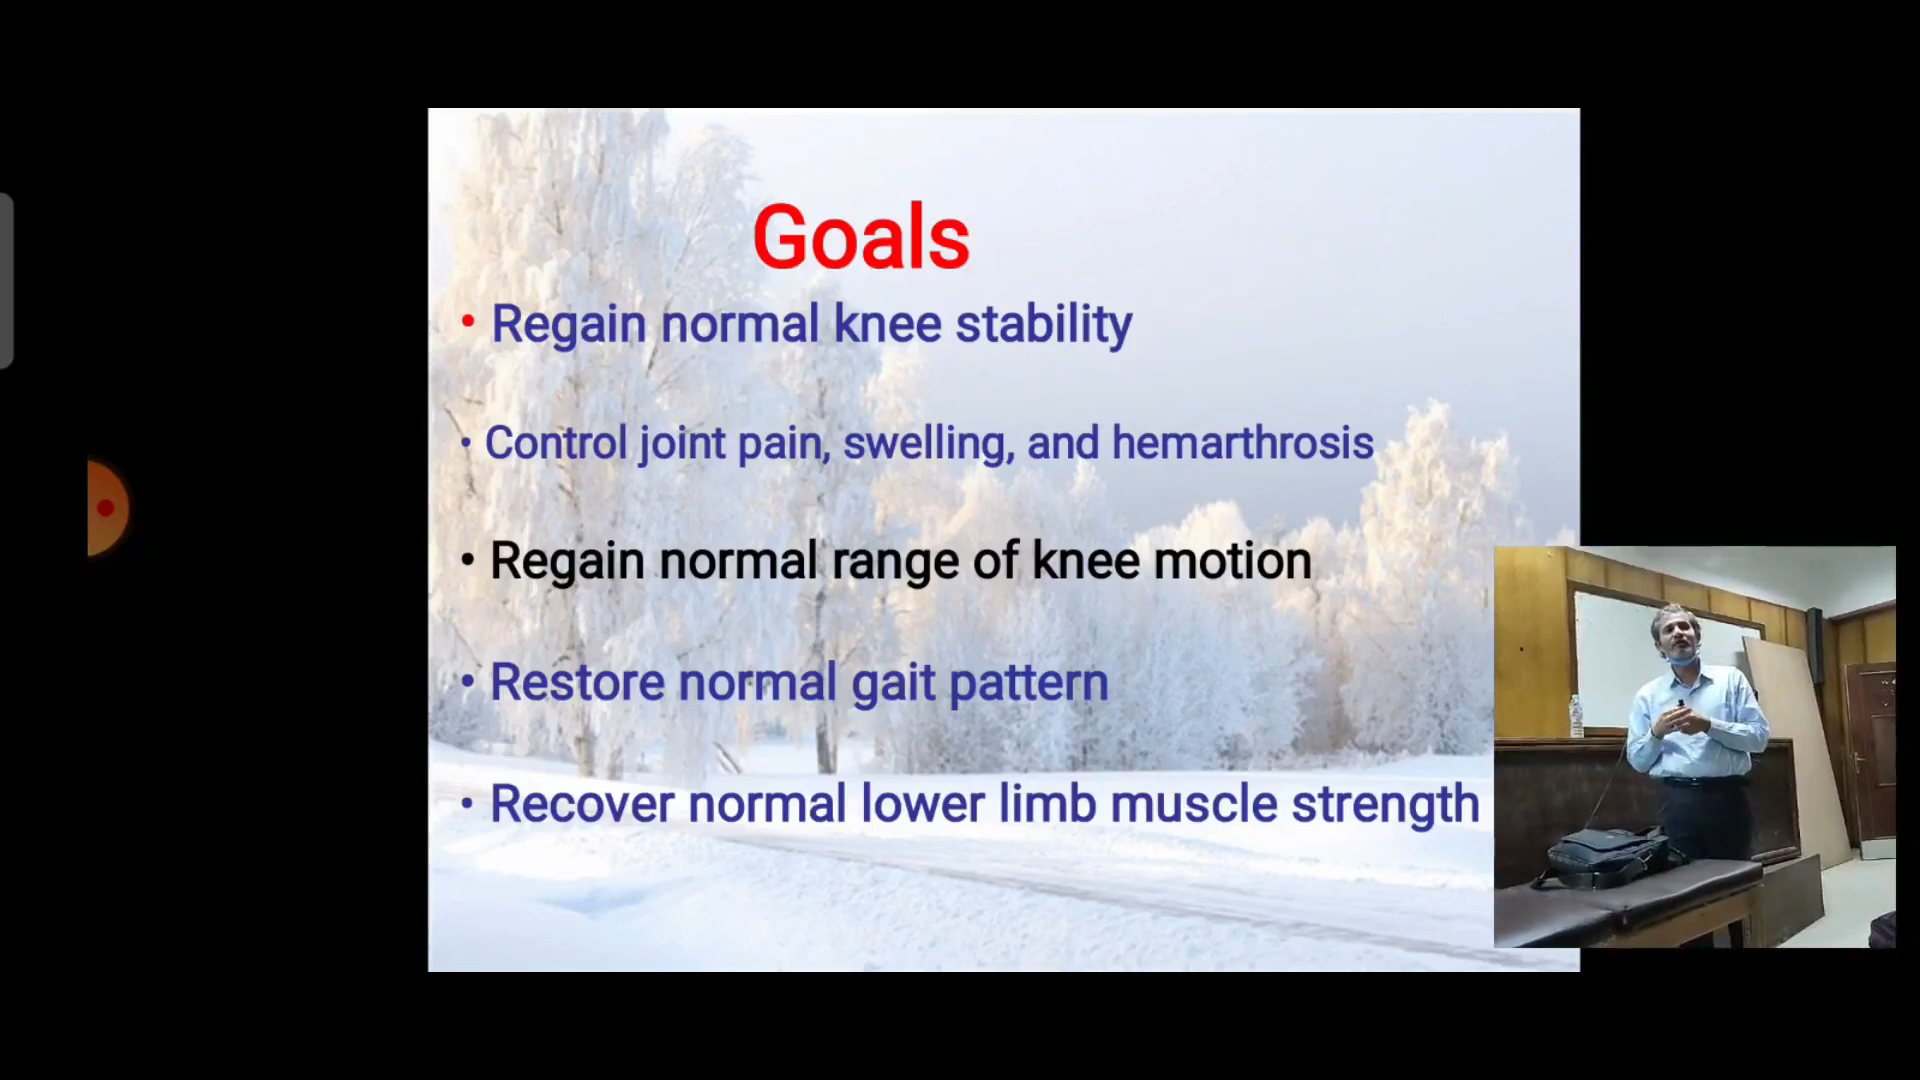 Goals
• Regain normal knee stability
• Control joint pain, swelling, and hemarthrosis
• Regain normal range of knee motion
• Restore normal gait pattern
• Recover normal lower limb muscle strength